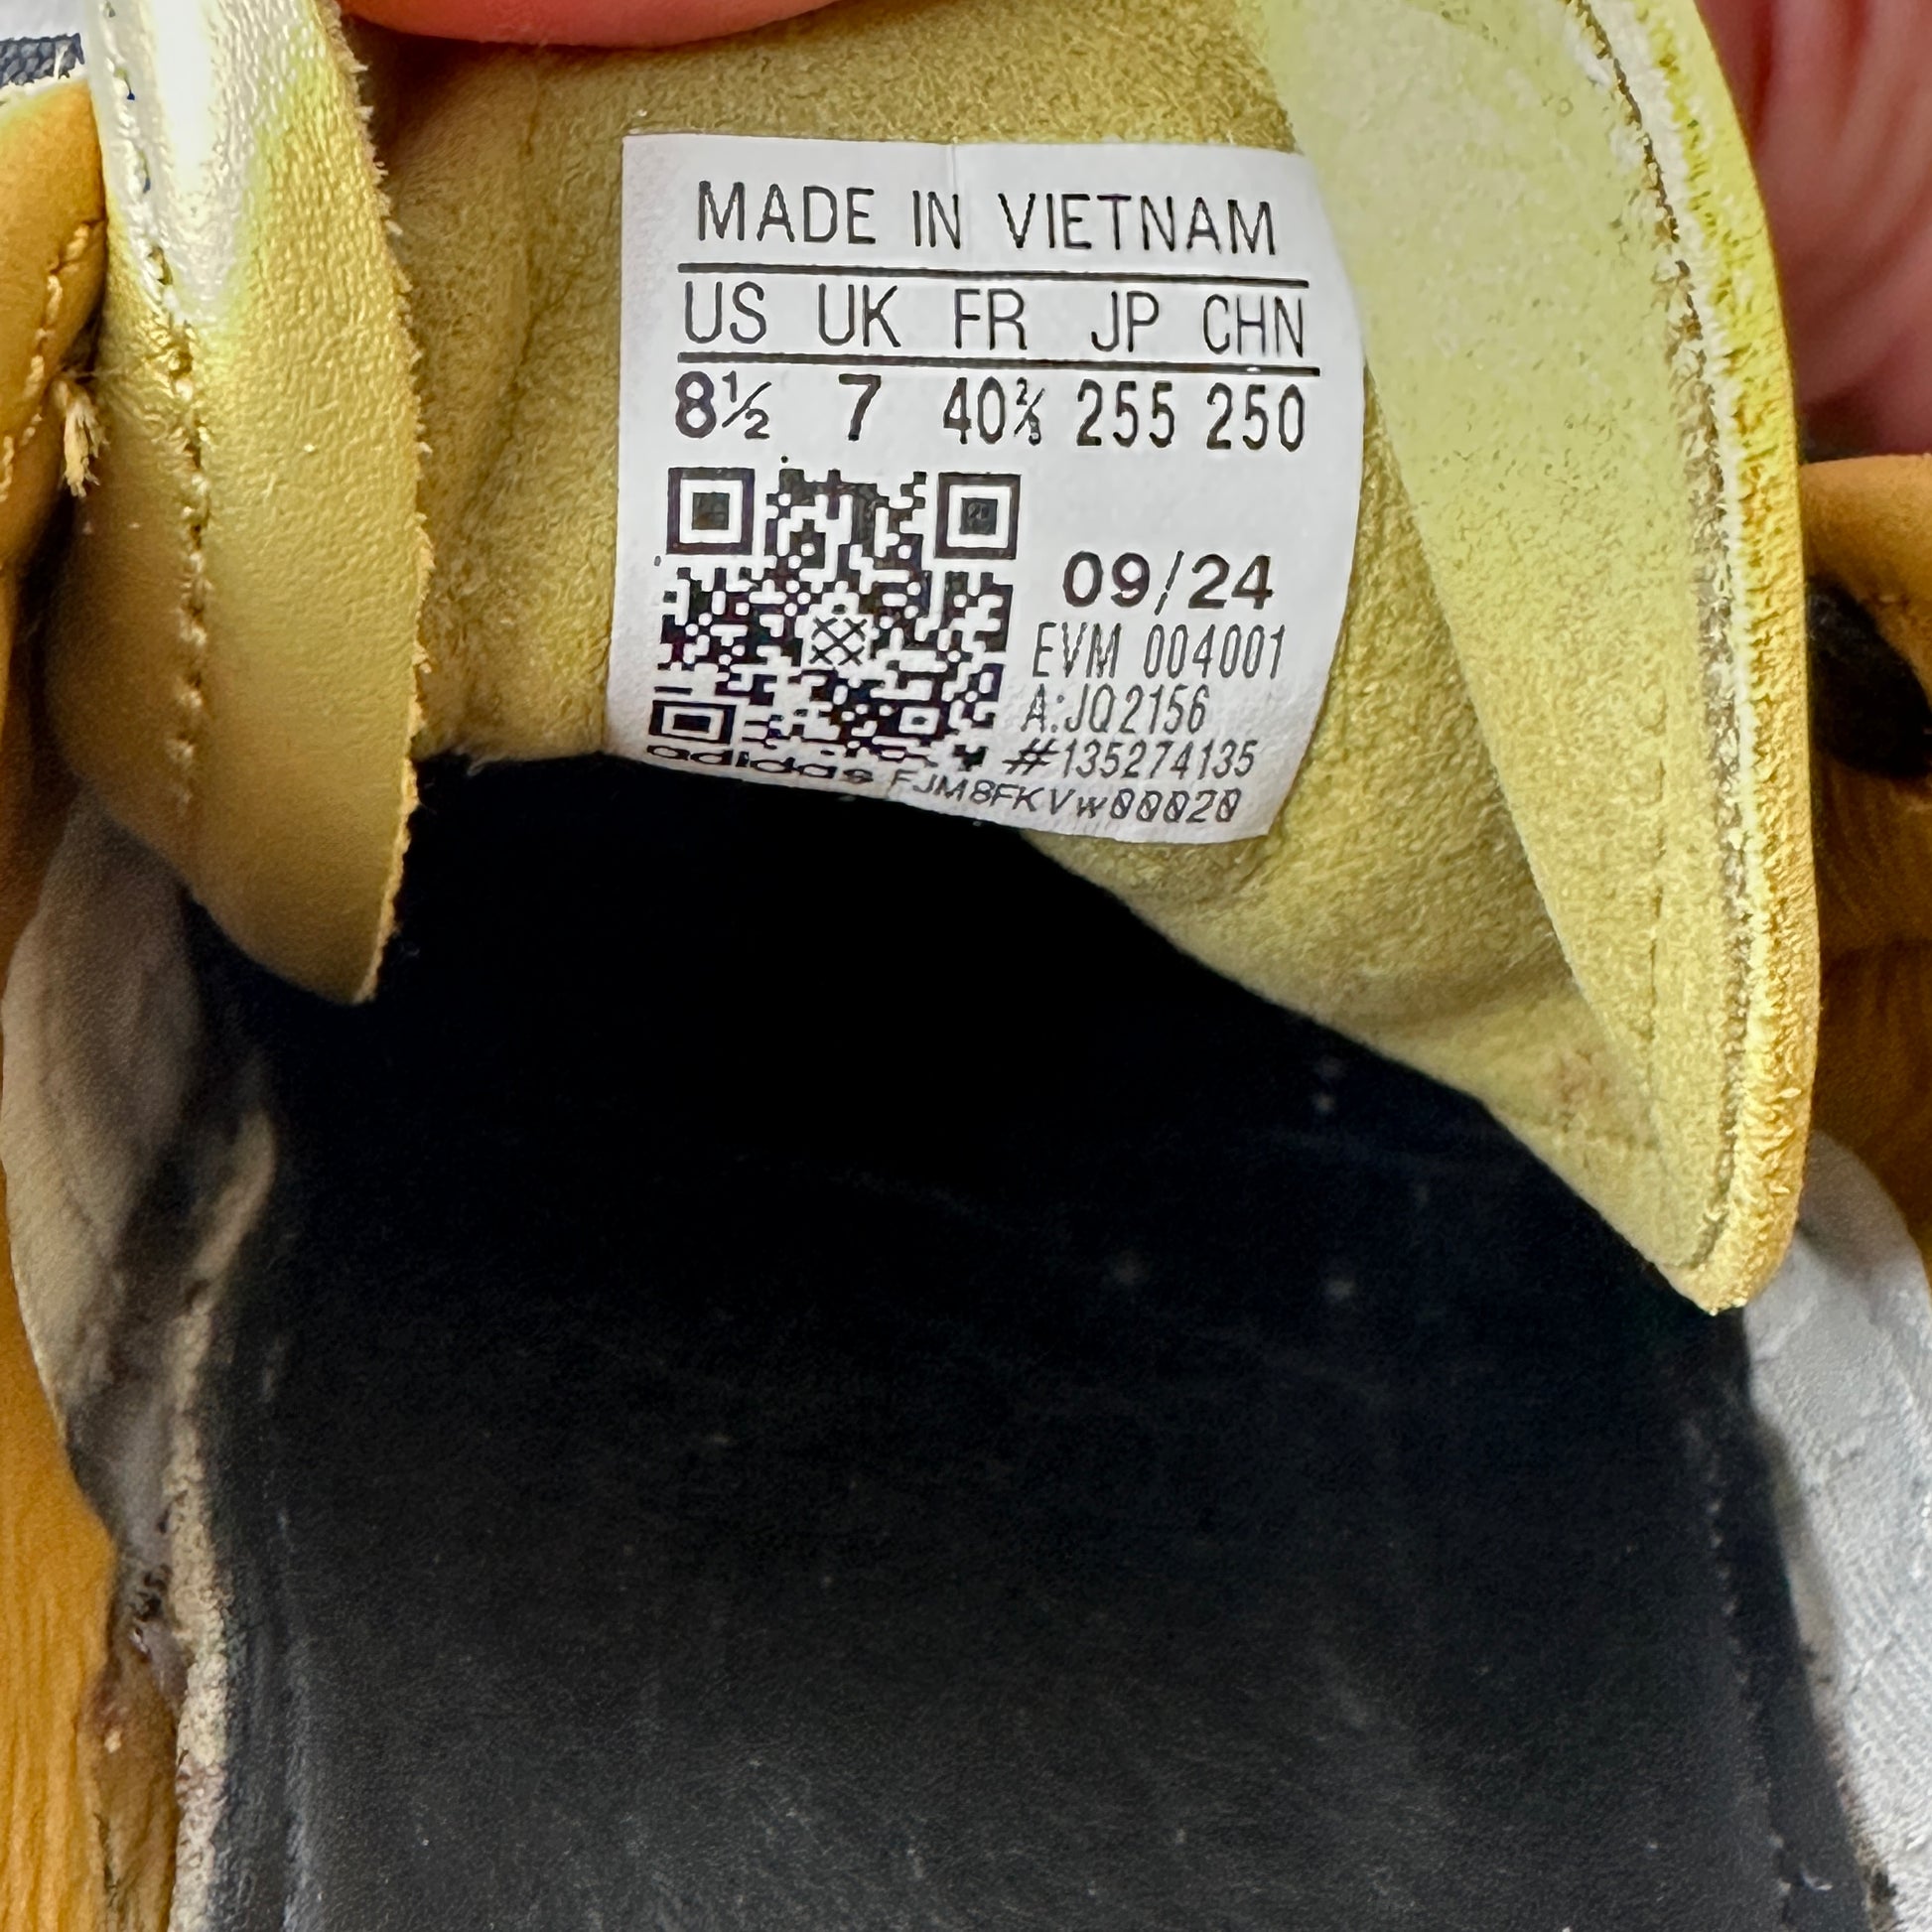 MADE IN VIETNAM
US UK FR JP CHN
8½ 7 40⅔ 255 250
09/24
EVM 004001
A:JQ2156
#135274135
adidas FJM8FKVw00020